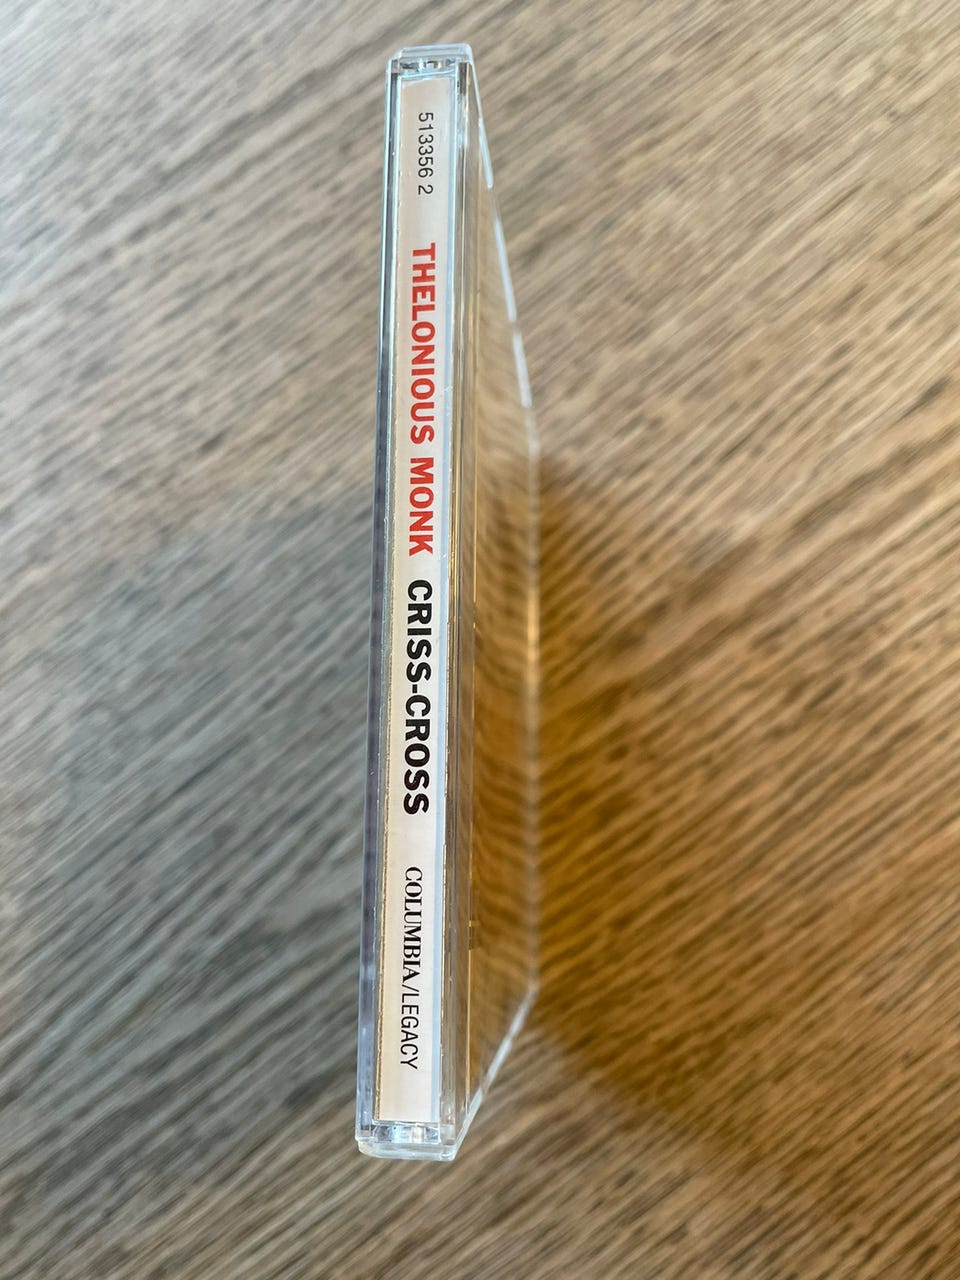 513356 2 THELONIOUS MONK CRISS-CROSS COLUMBIA/LEGACY